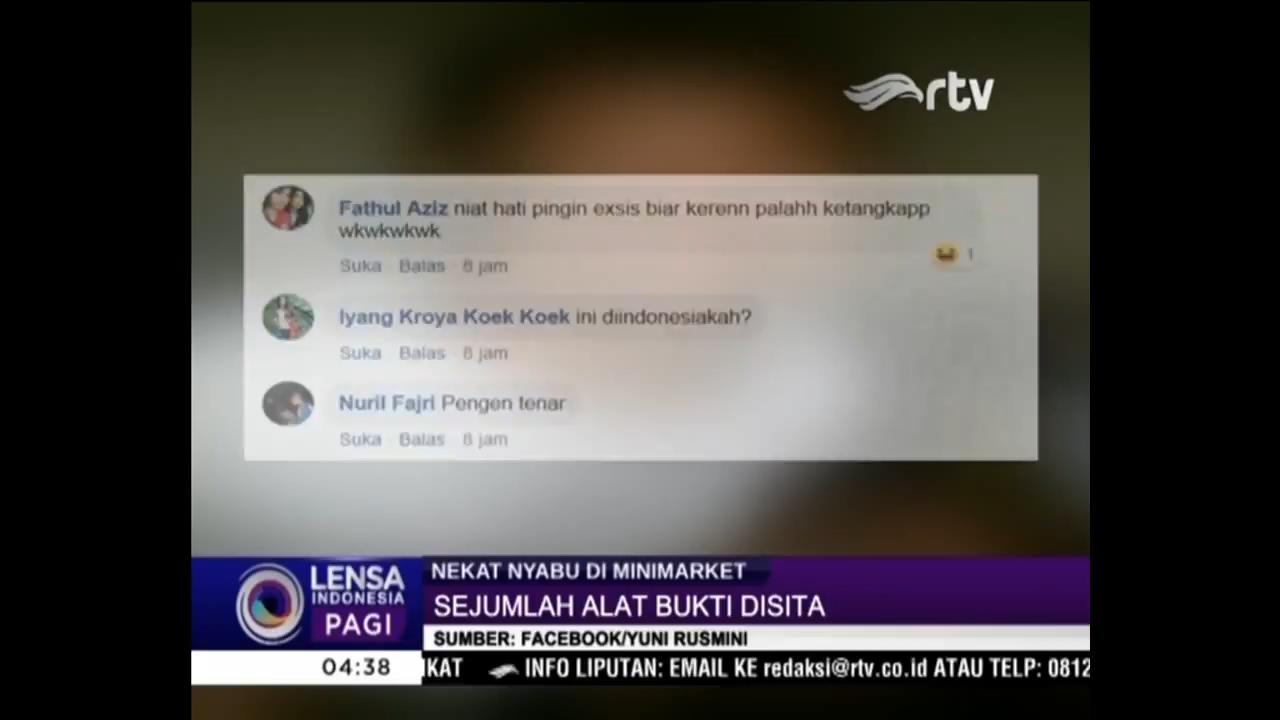 rtv
Fathul Aziz niat hati pingin exsis biar kerenn palahh ketangkapp
wkwkwkwk
1
Suka Balas 8 jam
Iyang Kroya Koek Koek ini diindonesiakah?
Suka Balas 8 jam
Nuril Fajri Pengen tenar
Suka Balas 8 jam
NEKAT NYABU DI MINIMARKET
LENSA
INDONESIA
PAGI
SEJUMLAH ALAT BUKTI DISITA
SUMBER: FACEBOOK/YUNI RUSMINI
04:38
IKAT INFO LIPUTAN: EMAIL KE redaksi@rtv.co.id ATAU TELP: 0812